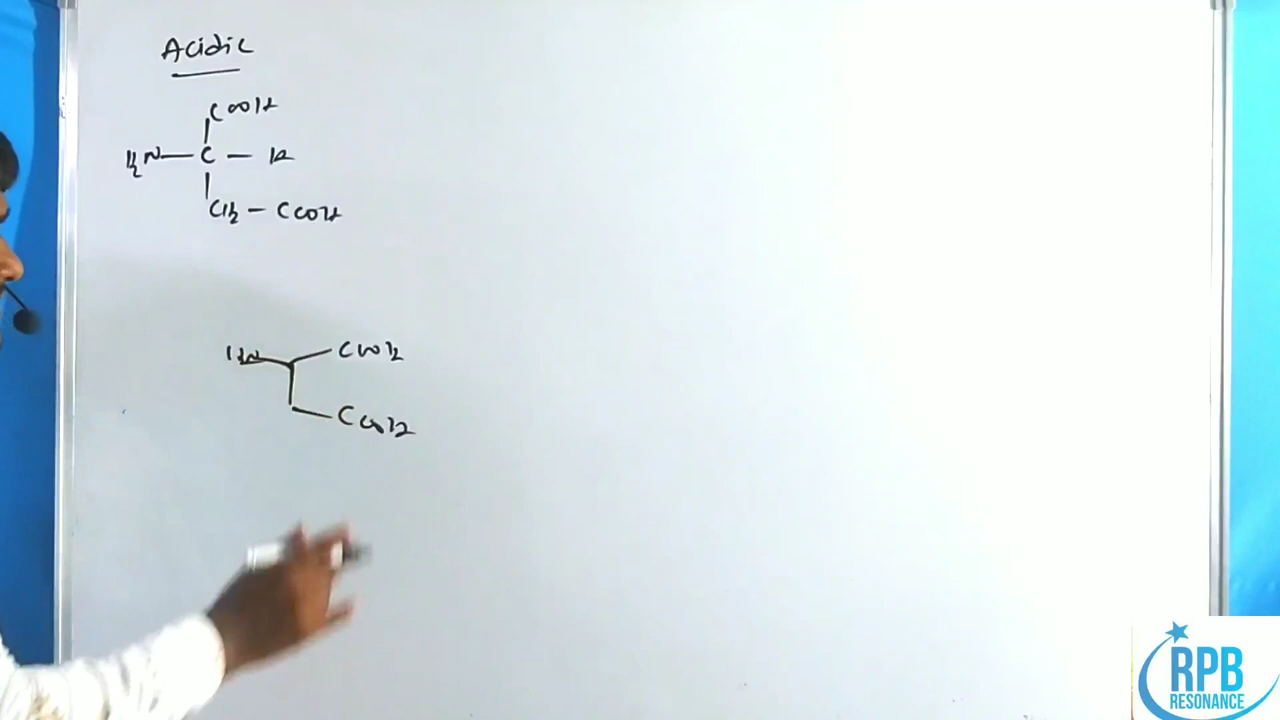 Acidic
COOH
H₂N — C — H
CH₂ — COOH
H₂N COOH
COOH
RPB
RESONANCE